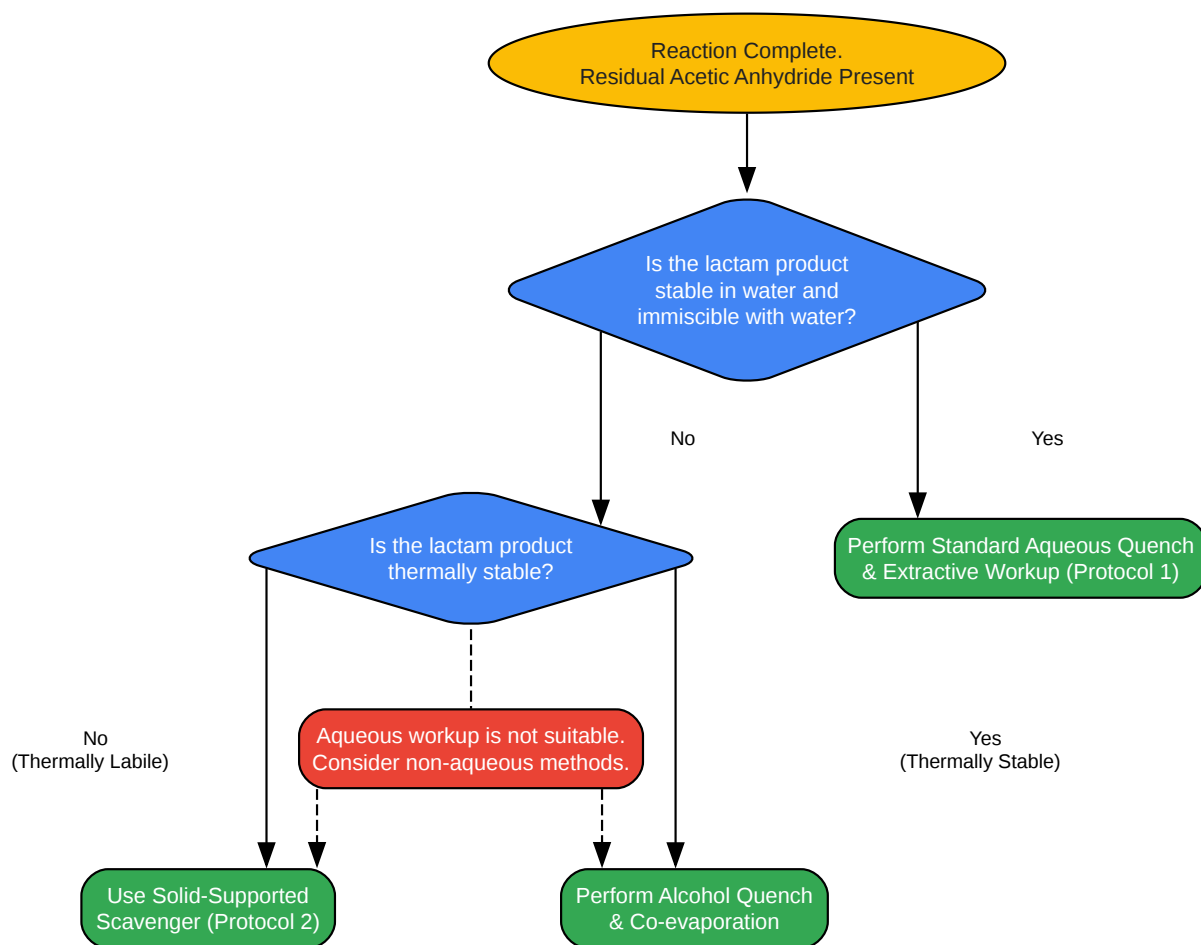 Reaction Complete.
Residual Acetic Anhydride Present
Is the lactam product
stable in water and
immiscible with water?
No
Yes
Is the lactam product
thermally stable?
Perform Standard Aqueous Quench
& Extractive Workup (Protocol 1)
No
(Thermally Labile)
Aqueous workup is not suitable.
Consider non-aqueous methods.
Yes
(Thermally Stable)
Use Solid-Supported
Scavenger (Protocol 2)
Perform Alcohol Quench
& Co-evaporation